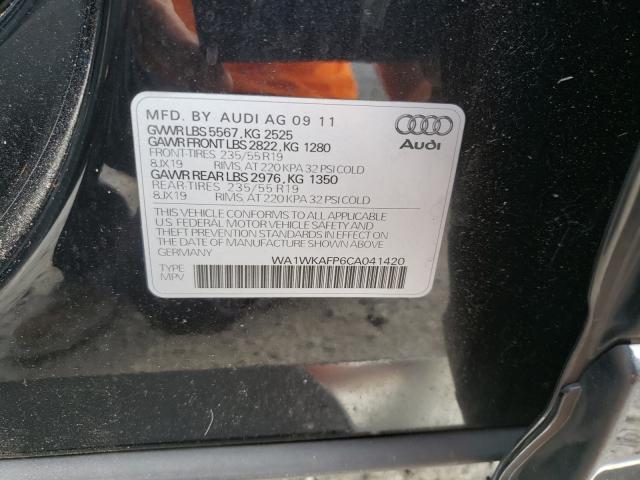 MFD. BY AUDI AG 09 11
GVWR LBS 5567, KG 2525
GAWR FRONT LBS 2822, KG 1280
FRONT-TIRES 235/55 R19
8JX19 RIMS, AT 220 KPA 32 PSI COLD
GAWR REAR LBS 2976, KG 1350
REAR-TIRES 235/55 R19
8JX19 RIMS, AT 220 KPA 32 PSI COLD
Audi
THIS VEHICLE CONFORMS TO ALL APPLICABLE
U.S. FEDERAL MOTOR VEHICLE SAFETY AND
THEFT PREVENTION STANDARDS IN EFFECT ON
THE DATE OF MANUFACTURE SHOWN ABOVE.
GERMANY WA1WKAFP6CA041420
TYPE
MPV